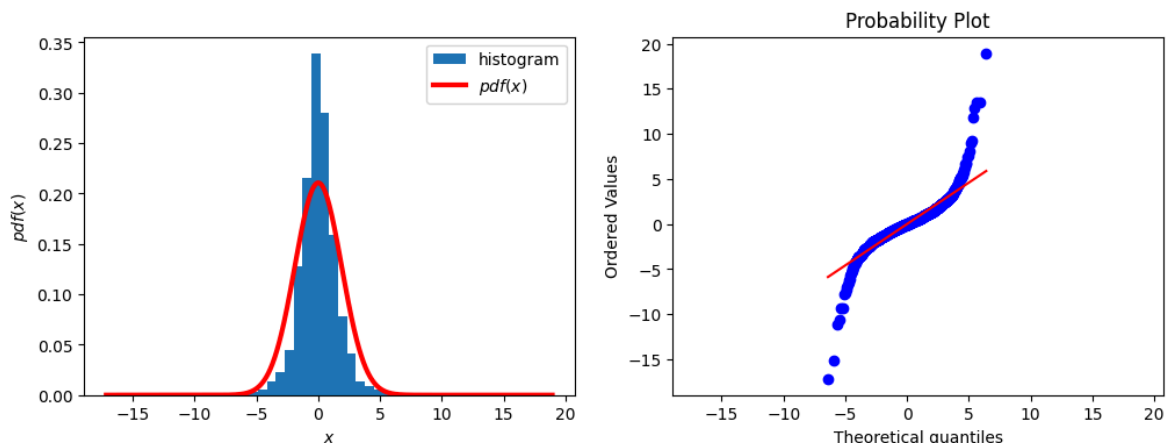 0.35
0.30
0.25
0.20
0.15
0.10
0.05
0.00
pdf(x)
histogram
pdf(x)
−15 −10 −5 0 5 10 15 20
x
Probability Plot
20
15
10
5
0
−5
−10
−15
Ordered Values
−15 −10 −5 0 5 10 15 20
Theoretical quantiles